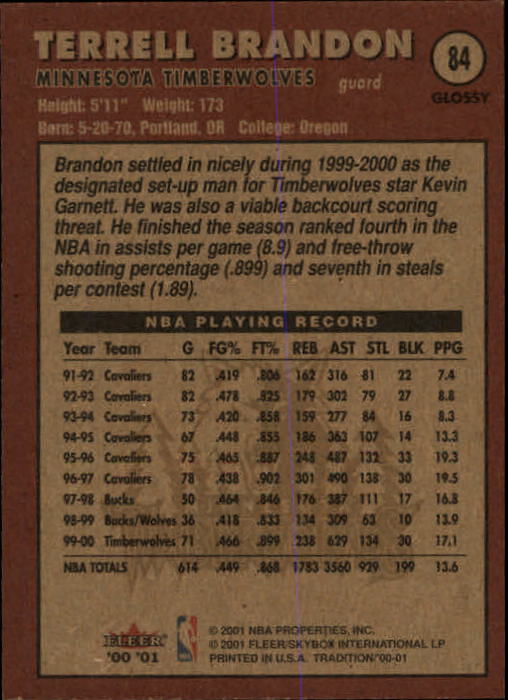 TERRELL BRANDON
84
MINNESOTA TIMBERWOLVES guard
GLOSSY
Height: 5'11" Weight: 173
Born: 5-20-70, Portland, OR College: Oregon
Brandon settled in nicely during 1999-2000 as the
designated set-up man for Timberwolves star Kevin
Garnett. He was also a viable backcourt scoring
threat. He finished the season ranked fourth in the
NBA in assists per game (8.9) and free-throw
shooting percentage (.899) and seventh in steals
per contest (1.89).
NBA PLAYING RECORD
Year Team G FG% FT% REB AST STL BLK PPG
91-92 Cavaliers 82 .419 .806 162 316 81 22 7.4
92-93 Cavaliers 82 .478 .825 179 302 79 27 8.8
93-94 Cavaliers 73 .420 .858 159 277 84 16 8.3
94-95 Cavaliers 67 .448 .855 186 363 107 14 13.3
95-96 Cavaliers 75 .465 .887 248 487 132 33 19.3
96-97 Cavaliers 78 .438 .902 301 490 138 30 19.5
97-98 Bucks 50 .464 .846 176 387 111 17 16.8
98-99 Bucks/Wolves 36 .418 .833 134 309 63 10 13.9
99-00 Timberwolves 71 .466 .899 238 629 134 30 17.1
NBA TOTALS 614 .449 .868 1783 3560 929 199 13.6
FLEER
'00 '01
© 2001 NBA PROPERTIES, INC.
© 2001 FLEER/SKYBOX INTERNATIONAL LP
PRINTED IN U.S.A. TRADITION'00-01